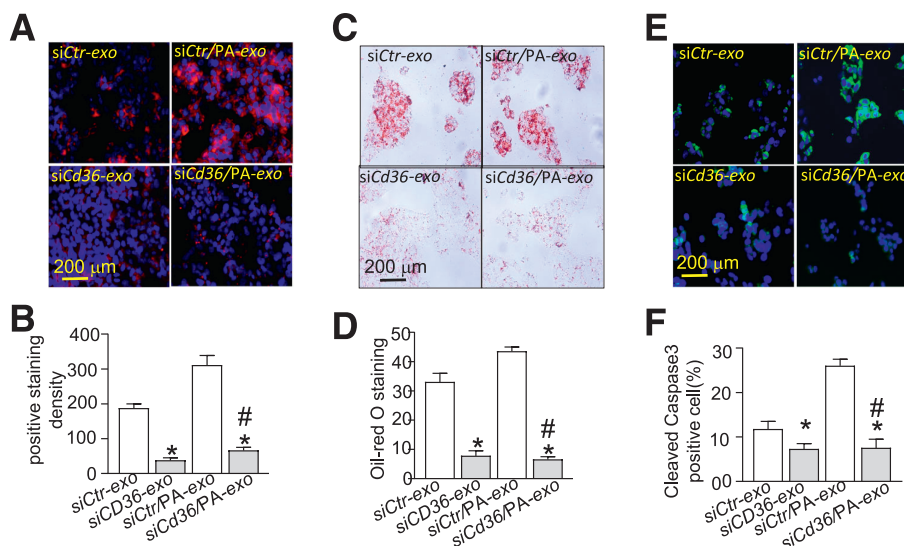 A
siCtr-exo
siCtr/PA-exo
siCd36-exo
siCd36/PA-exo
200 μm
B
positive staining
density
400
300
200
100
0
*
#
*
siCtr-exo
siCD36-exo
siCtr/PA-exo
siCd36/PA-exo
C
siCtr-exo
siCtr/PA-exo
siCd36-exo
siCd36/PA-exo
200 μm
D
Oil-red O staining
50
40
30
20
10
0
*
#
*
siCtr-exo
siCD36-exo
siCtr/PA-exo
siCd36/PA-exo
E
siCtr-exo
siCtr/PA-exo
siCd36-exo
siCd36/PA-exo
200 μm
F
Cleaved Caspase3
positive cell(%)
30
20
10
00
*
#
*
siCtr-exo
siCD36-exo
siCtr/PA-exo
siCd36/PA-exo